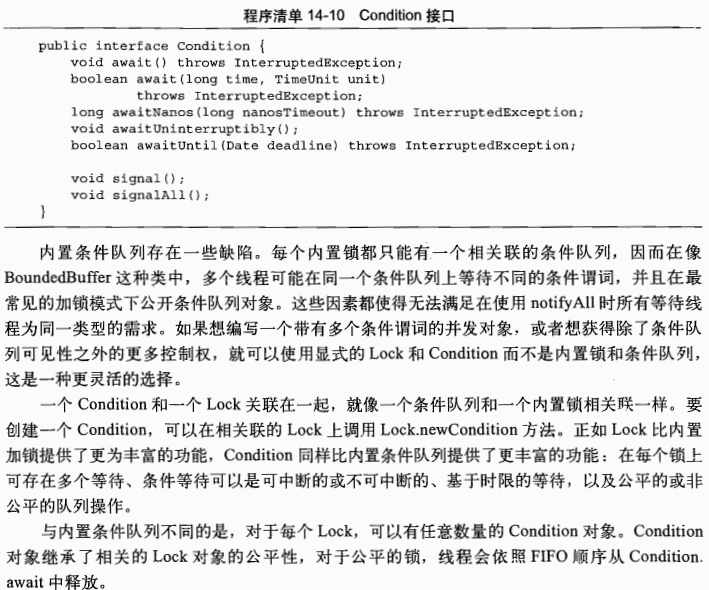 程序清单 14-10 Condition 接口
public interface Condition {
    void await() throws InterruptedException;
    boolean await(long time, TimeUnit unit)
            throws InterruptedException;
    long awaitNanos(long nanosTimeout) throws InterruptedException;
    void awaitUninterruptibly();
    boolean awaitUntil(Date deadline) throws InterruptedException;
    void signal();
    void signalAll();
}
内置条件队列存在一些缺陷。每个内置锁都只能有一个相关联的条件队列，因而在像
BoundedBuffer 这种类中，多个线程可能在同一个条件队列上等待不同的条件谓词，并且在最
常见的加锁模式下公开条件队列对象。这些因素都使得无法满足在使用 notifyAll 时所有等待线
程为同一类型的需求。如果想编写一个带有多个条件谓词的并发对象，或者想获得除了条件队
列可见性之外的更多控制权，就可以使用显式的 Lock 和 Condition 而不是内置锁和条件队列，
这是一种更灵活的选择。
一个 Condition 和一个 Lock 关联在一起，就像一个条件队列和一个内置锁相关联一样。要
创建一个 Condition，可以在相关联的 Lock 上调用 Lock.newCondition 方法。正如 Lock 比内置
加锁提供了更为丰富的功能，Condition 同样比内置条件队列提供了更丰富的功能：在每个锁上
可存在多个等待、条件等待可以是可中断的或不可中断的、基于时限的等待，以及公平的或非
公平的队列操作。
与内置条件队列不同的是，对于每个 Lock，可以有任意数量的 Condition 对象。Condition
对象继承了相关的 Lock 对象的公平性，对于公平的锁，线程会依照 FIFO 顺序从 Condition.
await 中释放。